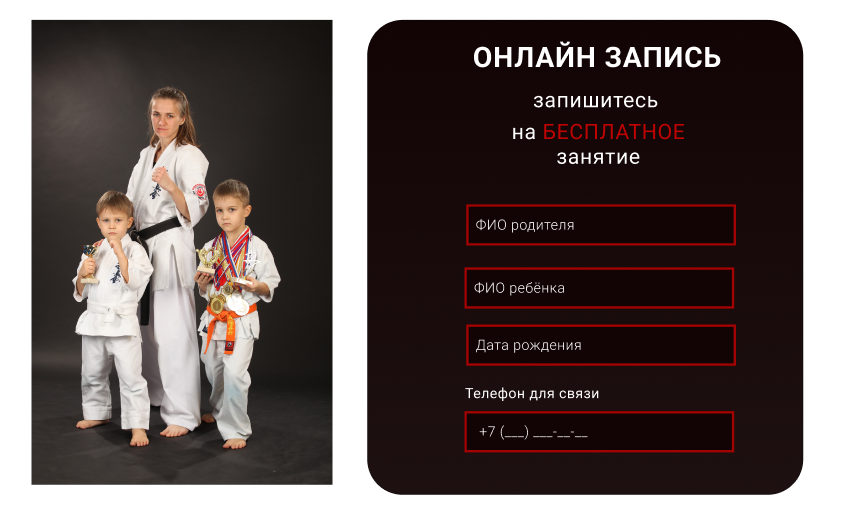 ОНЛАЙН ЗАПИСЬ
запишитесь
на БЕСПЛАТНОЕ
занятие
ФИО родителя
ФИО ребёнка
Дата рождения
Телефон для связи
+7 (___) ___-__-__